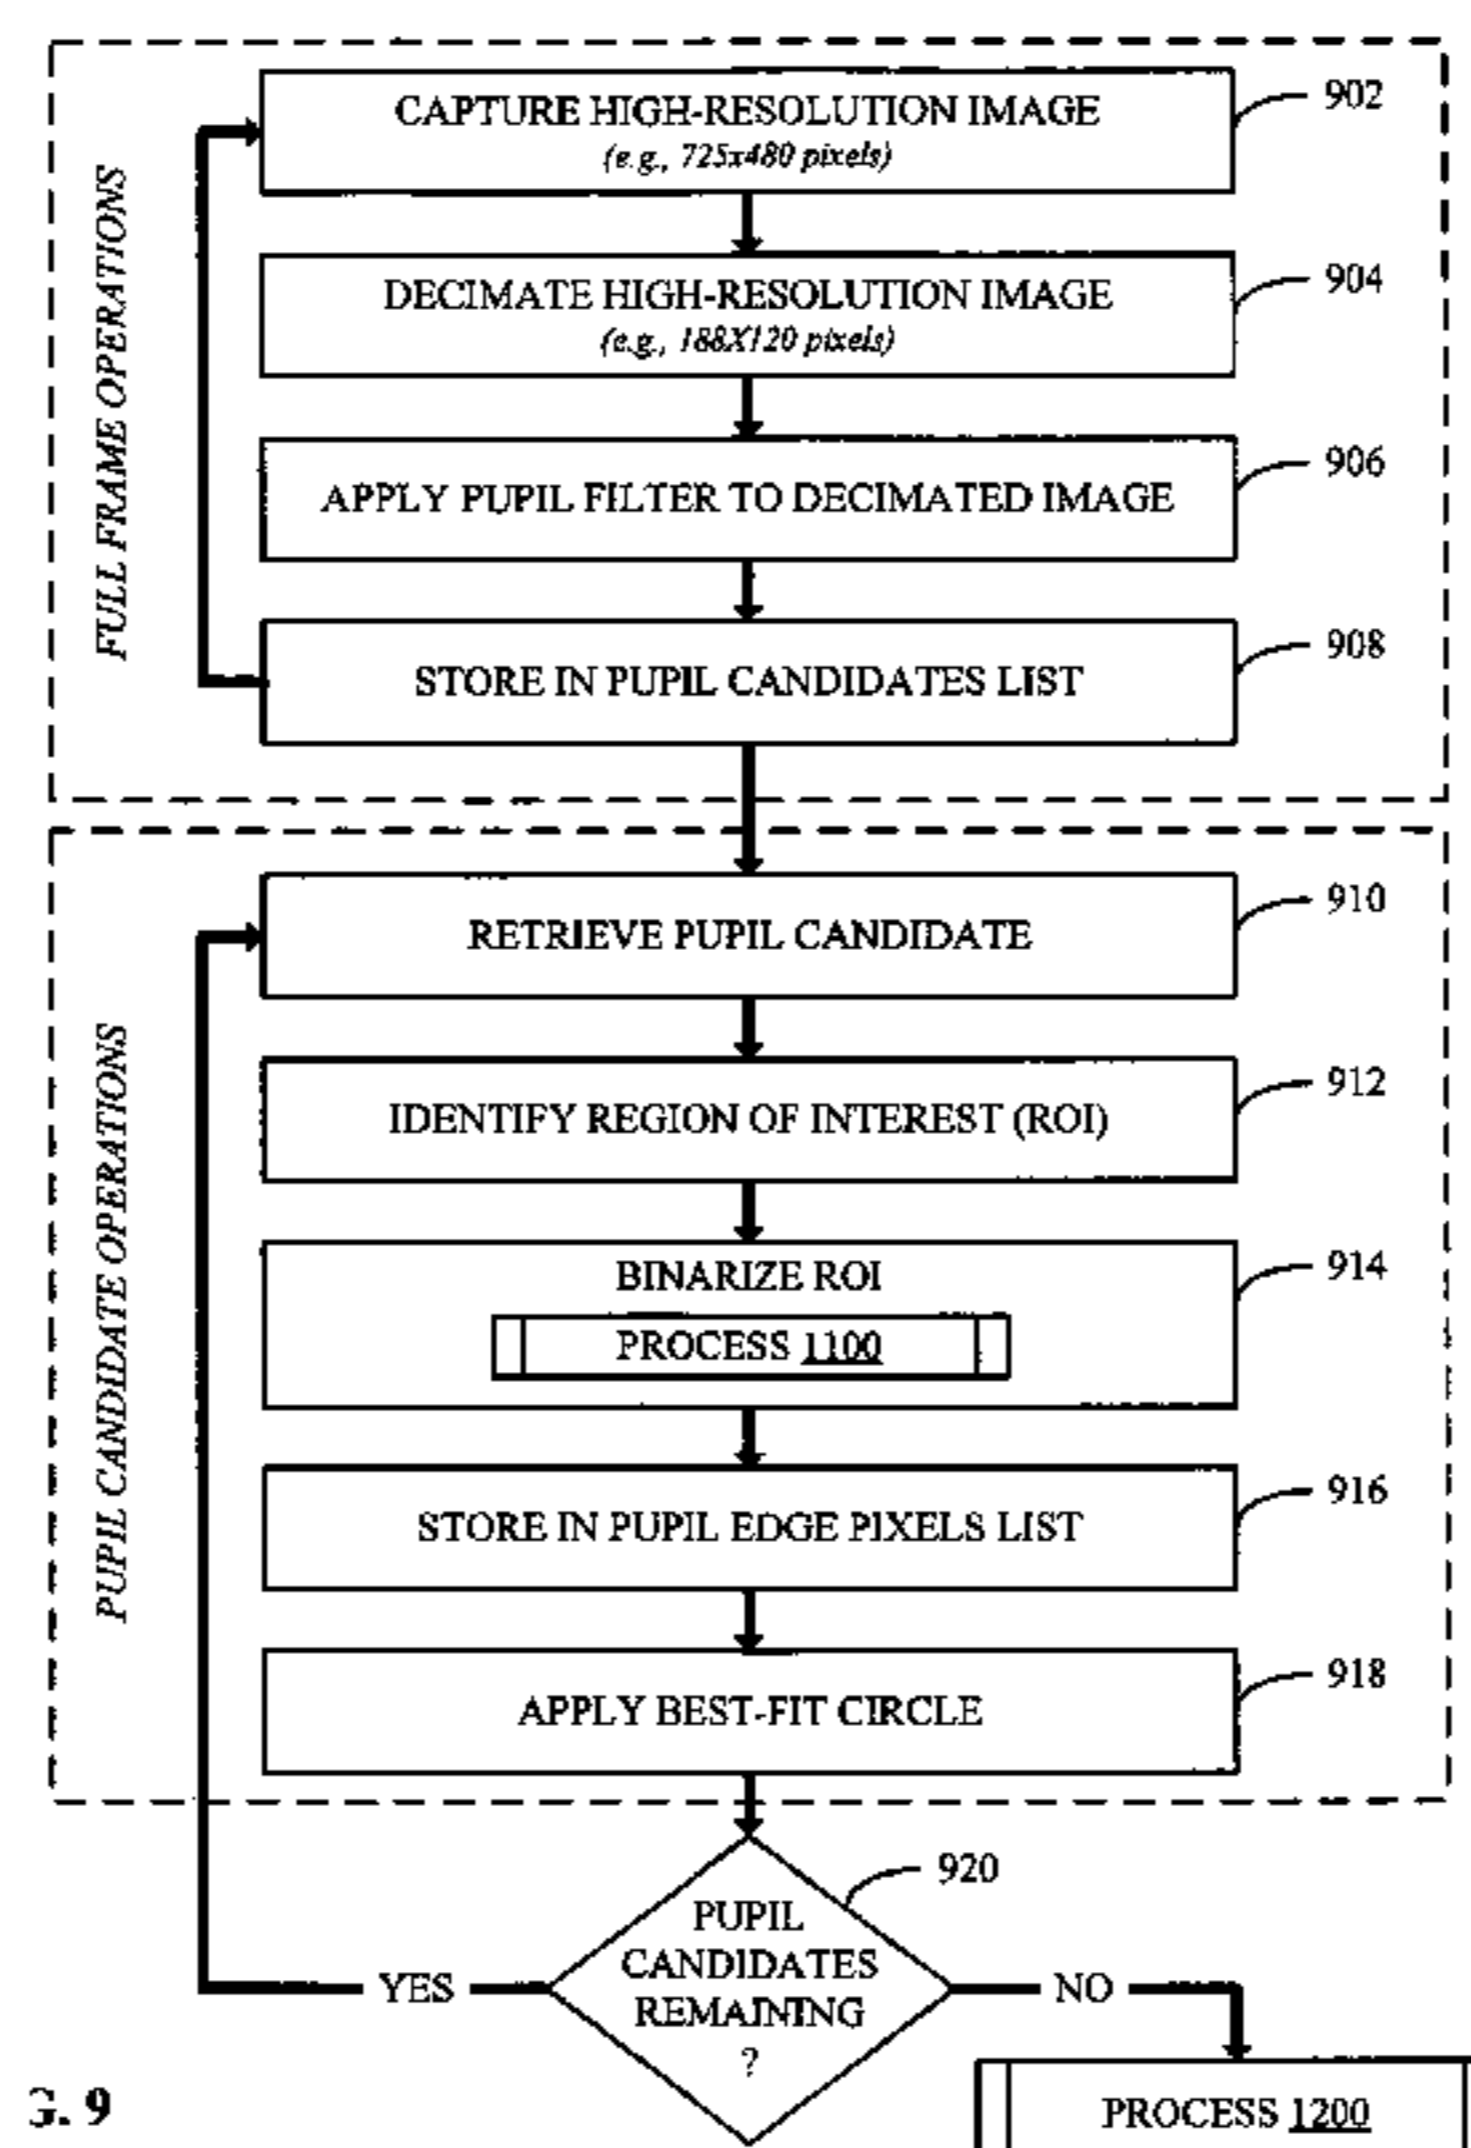 CAPTURE HIGH-RESOLUTION IMAGE
(e.g., 725x480 pixels)
902
DECIMATE HIGH-RESOLUTION IMAGE
(e.g., 188X120 pixels)
904
APPLY PUPIL FILTER TO DECIMATED IMAGE
906
STORE IN PUPIL CANDIDATES LIST
908
FULL FRAME OPERATIONS
RETRIEVE PUPIL CANDIDATE
910
IDENTIFY REGION OF INTEREST (ROI)
912
BINARIZE ROI
PROCESS 1100
914
STORE IN PUPIL EDGE PIXELS LIST
916
APPLY BEST-FIT CIRCLE
918
PUPIL CANDIDATE OPERATIONS
920
PUPIL
CANDIDATES
REMAINING
?
YES
NO
PROCESS 1200
G. 9